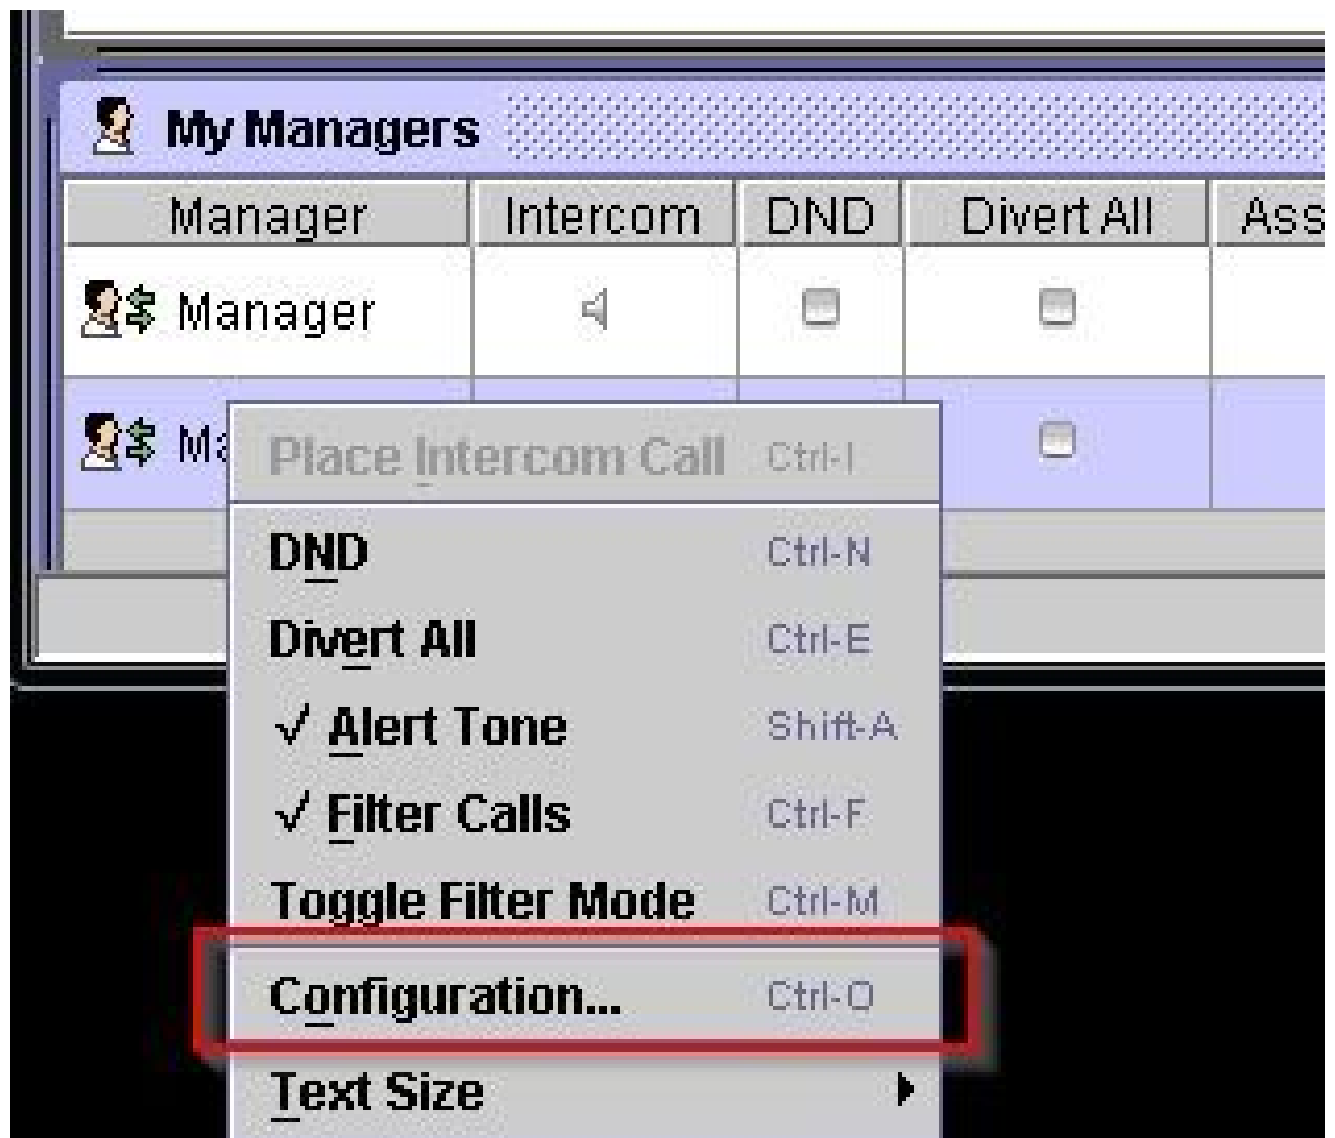 My Managers
Manager Intercom DND Divert All Ass
Manager
Ma
Place Intercom Call Ctrl-I
DND Ctrl-N
Divert All Ctrl-E
✓ Alert Tone Shift-A
✓ Filter Calls Ctrl-F
Toggle Filter Mode Ctrl-M
Configuration... Ctrl-O
Text Size